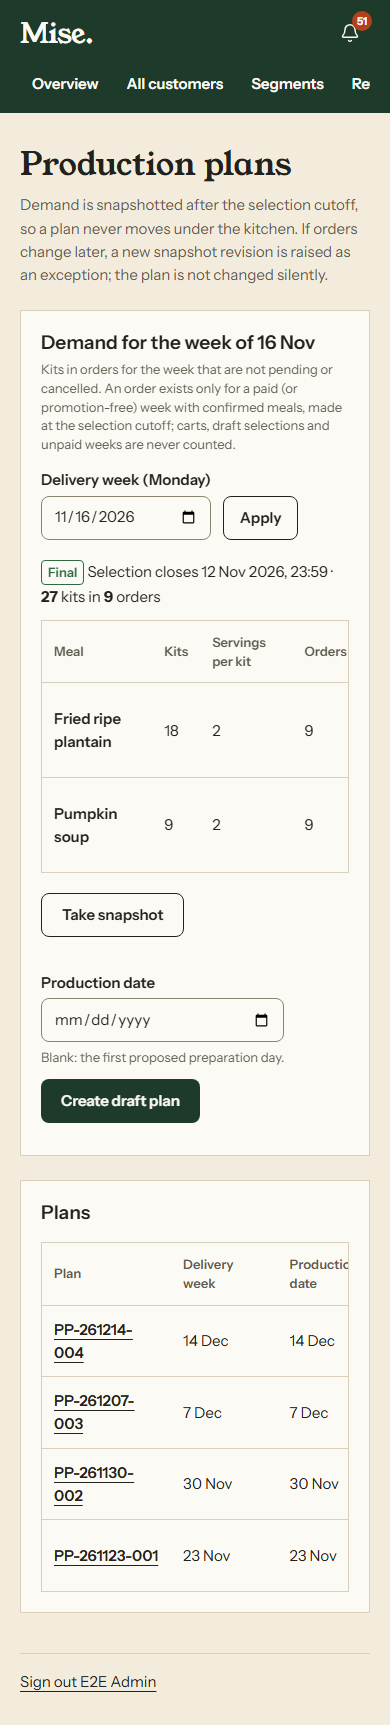 Mise.
51
Overview All customers Segments Re
Production plans
Demand is snapshotted after the selection cutoff,
so a plan never moves under the kitchen. If orders
change later, a new snapshot revision is raised as
an exception; the plan is not changed silently.
Demand for the week of 16 Nov
Kits in orders for the week that are not pending or
cancelled. An order exists only for a paid (or
promotion-free) week with confirmed meals, made
at the selection cutoff; carts, draft selections and
unpaid weeks are never counted.
Delivery week (Monday)
11/16/2026 Apply
Final Selection closes 12 Nov 2026, 23:59 ·
27 kits in 9 orders
Meal Kits Servings per kit Orders
Fried ripe
plantain 18 2 9
Pumpkin
soup 9 2 9
Take snapshot
Production date
mm/dd/yyyy
Blank: the first proposed preparation day.
Create draft plan
Plans
Plan Delivery week Productio date
PP-261214-
004 14 Dec 14 Dec
PP-261207-
003 7 Dec 7 Dec
PP-261130-
002 30 Nov 30 Nov
PP-261123-001 23 Nov 23 Nov
Sign out E2E Admin